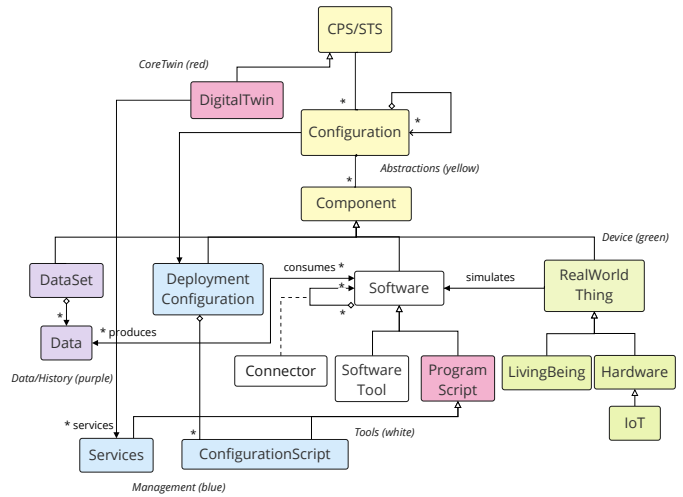 CPS/STS
CoreTwin (red)
DigitalTwin
*
*
Configuration
Abstractions (yellow)
*
Component
Device (green)
DataSet
Deployment
Configuration
consumes *
Software
simulates
RealWorld
Thing
*
*
*
* produces
Data
Connector
Software
Tool
Program
Script
LivingBeing
Hardware
Data/History (purple)
IoT
* services
*
Tools (white)
Services
ConfigurationScript
Management (blue)